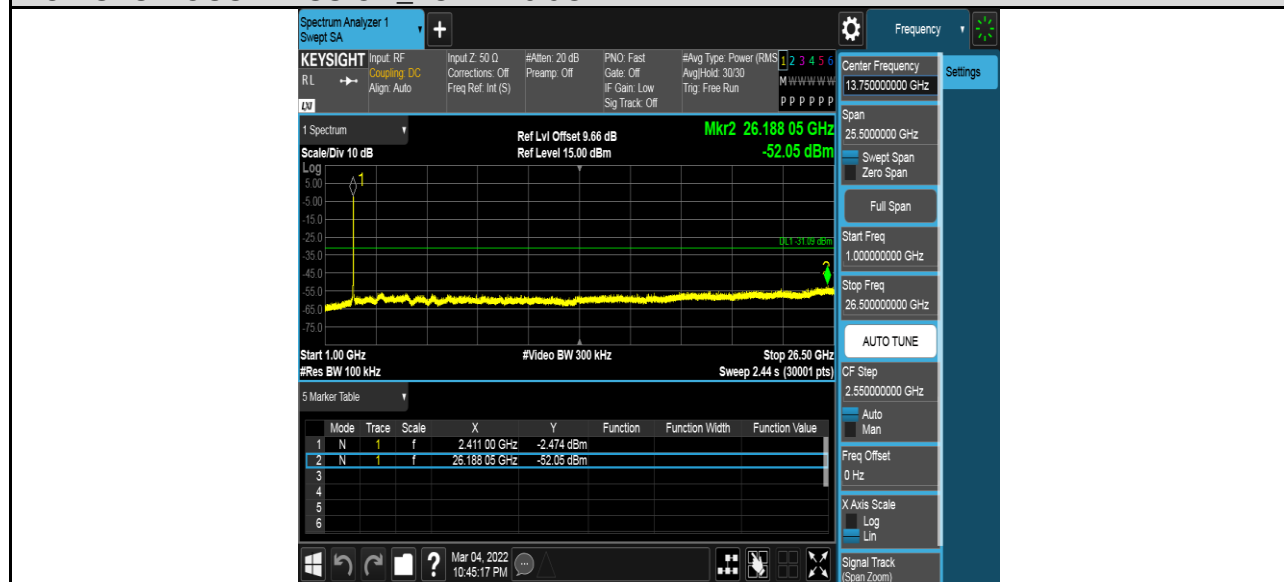 Spectrum Analyzer 1
Swept SA
+
Frequency
KEYSIGHT Input: RF Input Z: 50 Ω #Atten: 20 dB PNO: Fast #Avg Type: Power (RMS 1 2 3 4 5 6
RL Coupling: DC Corrections: Off Preamp: Off Gate: Off Avg|Hold: 30/30 M W W W W W
Align: Auto Freq Ref: Int (S) IF Gain: Low Trig: Free Run
LXI Sig Track: Off P P P P P P
1 Spectrum Ref Lvl Offset 9.66 dB Mkr2 26.188 05 GHz
Scale/Div 10 dB Ref Level 15.00 dBm -52.05 dBm
Log
5.00
1
-5.00
-15.0
-25.0
DL1 -31.09 dBm
-35.0
-45.0
2
-55.0
-65.0
-75.0
Start 1.00 GHz #Video BW 300 kHz Stop 26.50 GHz
#Res BW 100 kHz Sweep 2.44 s (30001 pts)
5 Marker Table
Mode Trace Scale X Y Function Function Width Function Value
1 N 1 f 2.411 00 GHz -2.474 dBm
2 N 1 f 26.188 05 GHz -52.05 dBm
3
4
5
6
? Mar 04, 2022
10:45:17 PM
Center Frequency
13.750000000 GHz
Settings
Span
25.5000000 GHz
Swept Span
Zero Span
Full Span
Start Freq
1.000000000 GHz
Stop Freq
26.500000000 GHz
AUTO TUNE
CF Step
2.550000000 GHz
Auto
Man
Freq Offset
0 Hz
X Axis Scale
Log
Lin
Signal Track
(Span Zoom)